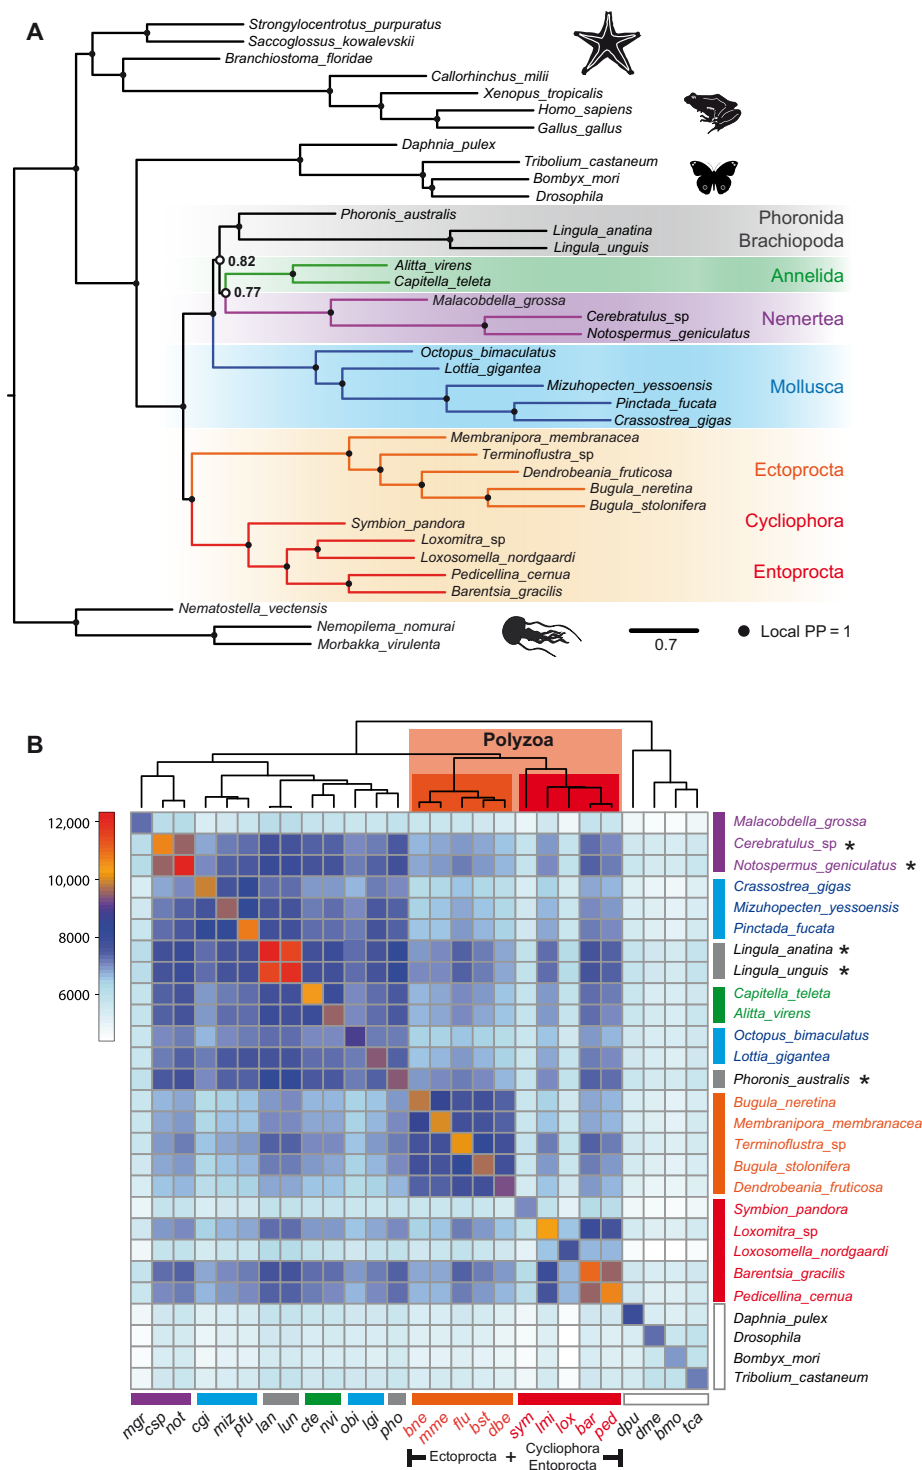 A
Strongylocentrotus_purpuratus
Saccoglossus_kowalevskii
Branchiostoma_floridae
Callorhinchus_milii
Xenopus_tropicalis
Homo_sapiens
Gallus_gallus
Daphnia_pulex
Tribolium_castaneum
Bombyx_mori
Drosophila
Phoronis_australis
Phoronida
Lingula_anatina
Brachiopoda
Lingula_unguis
0.82
Alitta_virens
Annelida
Capitella_teleta
0.77
Malacobdella_grossa
Cerebratulus_sp
Nemertea
Notospermus_geniculatus
Octopus_bimaculatus
Lottia_gigantea
Mizuhopecten_yessoensis
Mollusca
Pinctada_fucata
Crassostrea_gigas
Membranipora_membranacea
Terminoflustra_sp
Dendrobeania_fruticosa
Ectoprocta
Bugula_neretina
Bugula_stolonifera
Symbion_pandora
Cycliophora
Loxomitra_sp
Loxosomella_nordgaardi
Pedicellina_cernua
Entoprocta
Barentsia_gracilis
Nematostella_vectensis
Nemopilema_nomurai
Morbakka_virulenta
0.7
Local PP = 1
B
Polyzoa
12,000
10,000
8000
6000
Malacobdella_grossa
Cerebratulus_sp *
Notospermus_geniculatus *
Crassostrea_gigas
Mizuhopecten_yessoensis
Pinctada_fucata
Lingula_anatina *
Lingula_unguis *
Capitella_teleta
Alitta_virens
Octopus_bimaculatus
Lottia_gigantea
Phoronis_australis *
Bugula_neretina
Membranipora_membranacea
Terminoflustra_sp
Bugula_stolonifera
Dendrobeania_fruticosa
Symbion_pandora
Loxomitra_sp
Loxosomella_nordgaardi
Barentsia_gracilis
Pedicellina_cernua
Daphnia_pulex
Drosophila
Bombyx_mori
Tribolium_castaneum
mgr csp not cgi miz pfu lan lun cte nvi obi lgi pho bne mme flu bst dbe sym lmi lox bar ped dpu dme bmo tca
Ectoprocta + Cycliophora
Entoprocta